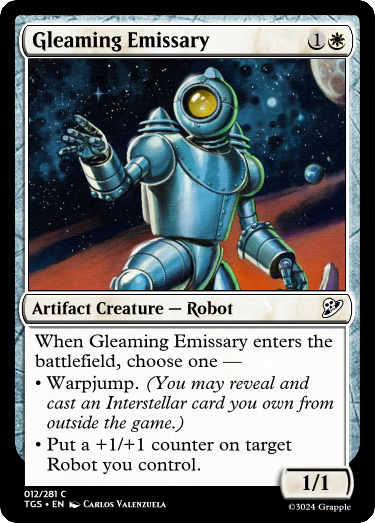 Gleaming Emissary 1
Artifact Creature — Robot
When Gleaming Emissary enters the
battlefield, choose one —
• Warpjump. (You may reveal and
cast an Interstellar card you own from
outside the game.)
• Put a +1/+1 counter on target
Robot you control.
1/1
012/281 C
TGS • EN Carlos Valenzuela
©3024 Grapple